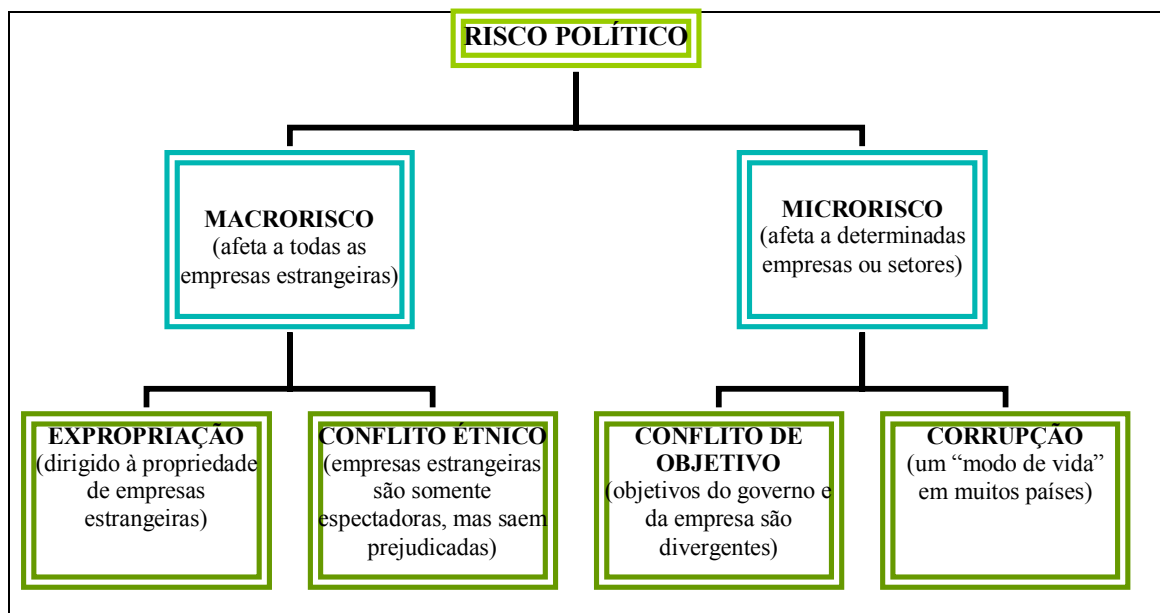 RISCO POLÍTICO
MACRORISCO
(afeta a todas as
empresas estrangeiras)
MICRORISCO
(afeta a determinadas
empresas ou setores)
EXPROPRIAÇÃO
(dirigido à propriedade
de empresas
estrangeiras)
CONFLITO ÉTNICO
(empresas estrangeiras
são somente
espectadoras, mas saem
prejudicadas)
CONFLITO DE
OBJETIVO
(objetivos do governo e
da empresa são
divergentes)
CORRUPÇÃO
(um “modo de vida”
em muitos países)